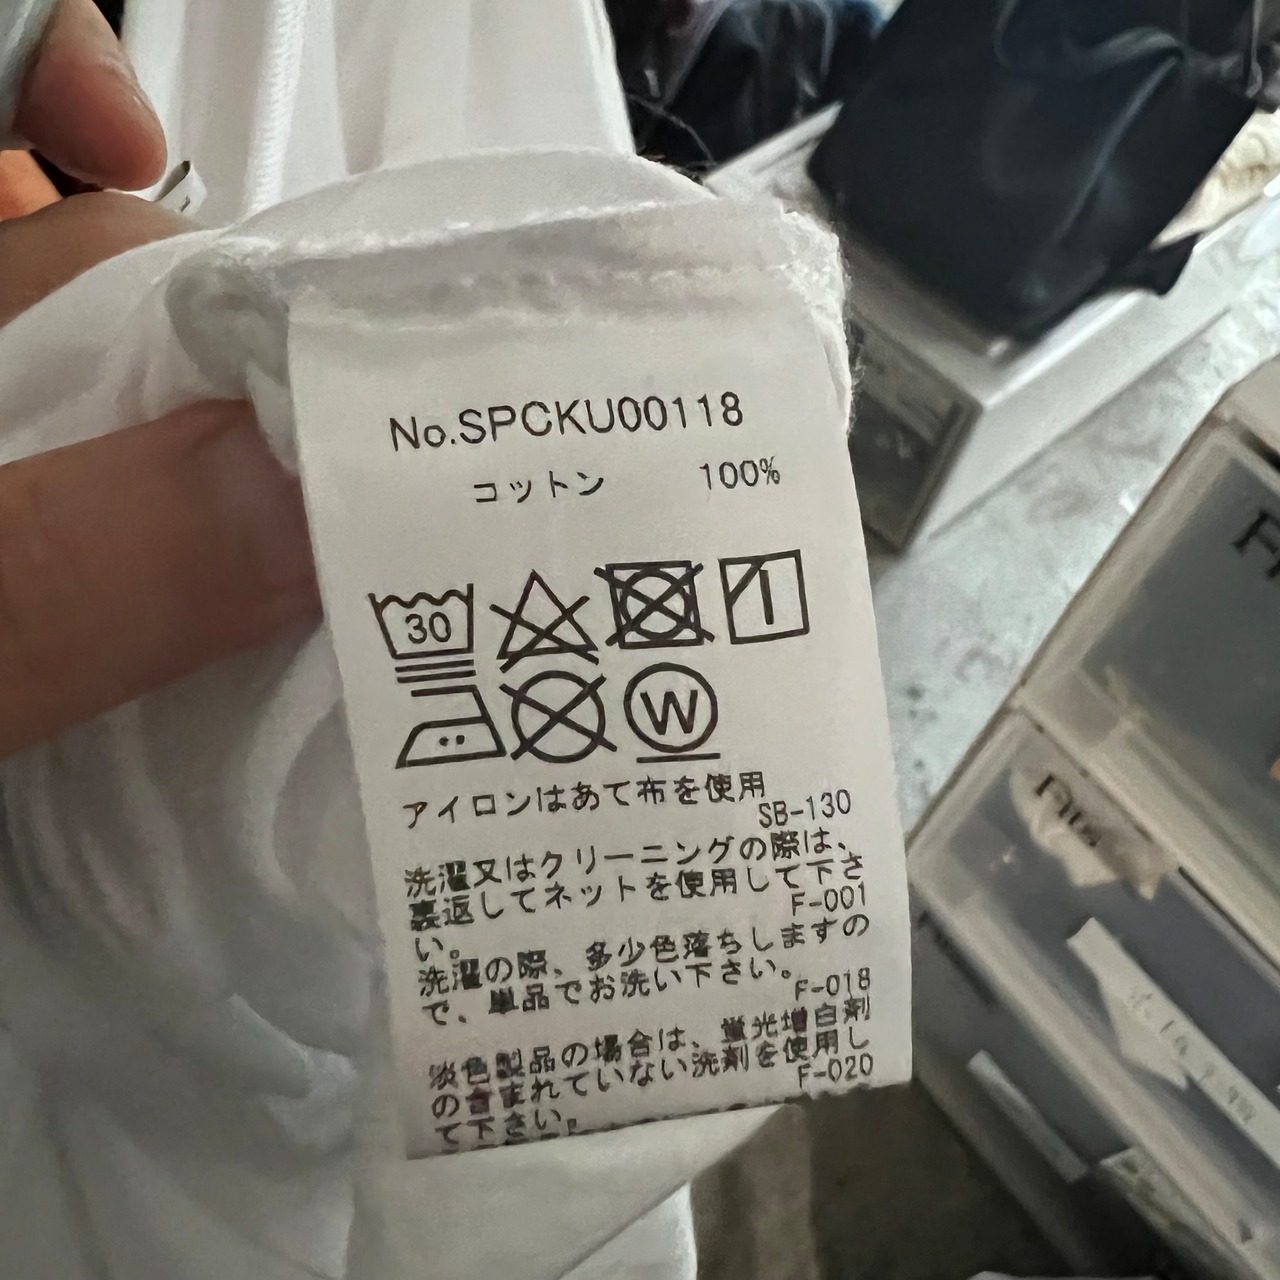 No.SPCKU00118
コットン 100%
30
W
アイロンはあて布を使用
SB-130
洗濯又はクリーニングの際は、
裏返してネットを使用して下さ
い。
F-001
洗濯の際、多少色落ちしますの
で、単品でお洗い下さい。
F-018
淡色製品の場合は、蛍光増白剤
の含まれていない洗剤を使用し
て下さい。
F-020